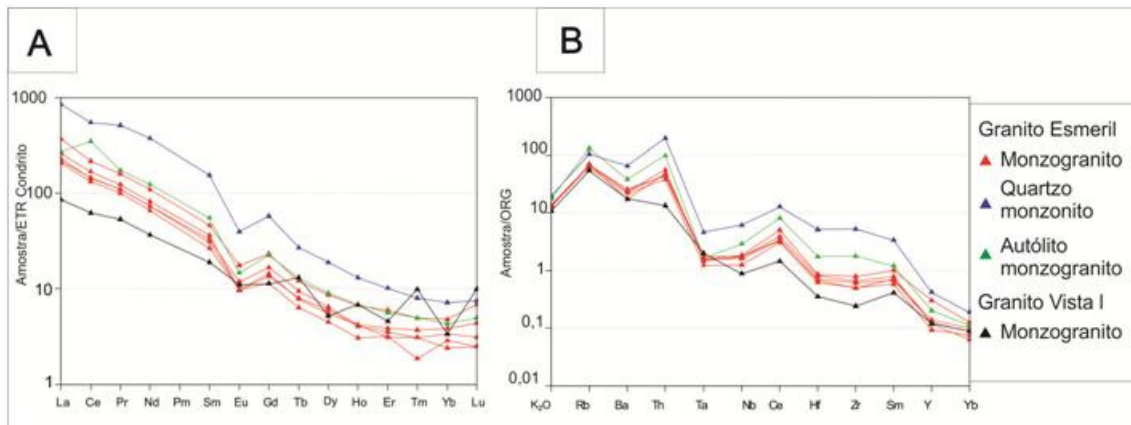 A
B
Amostra/ETR Condrito
1000
100
10
1
La Ce Pr Nd Pm Sm Eu Gd Tb Dy Ho Er Tm Yb Lu
Amostra/ORG
1000
100
10
1
0,1
0,01
K2O Rb Ba Th Ta Nb Ce Hf Zr Sm Y Yb
Granito Esmeril
Monzogranito
Quartzo
monzonito
Autólito
monzogranito
Granito Vista I
Monzogranito